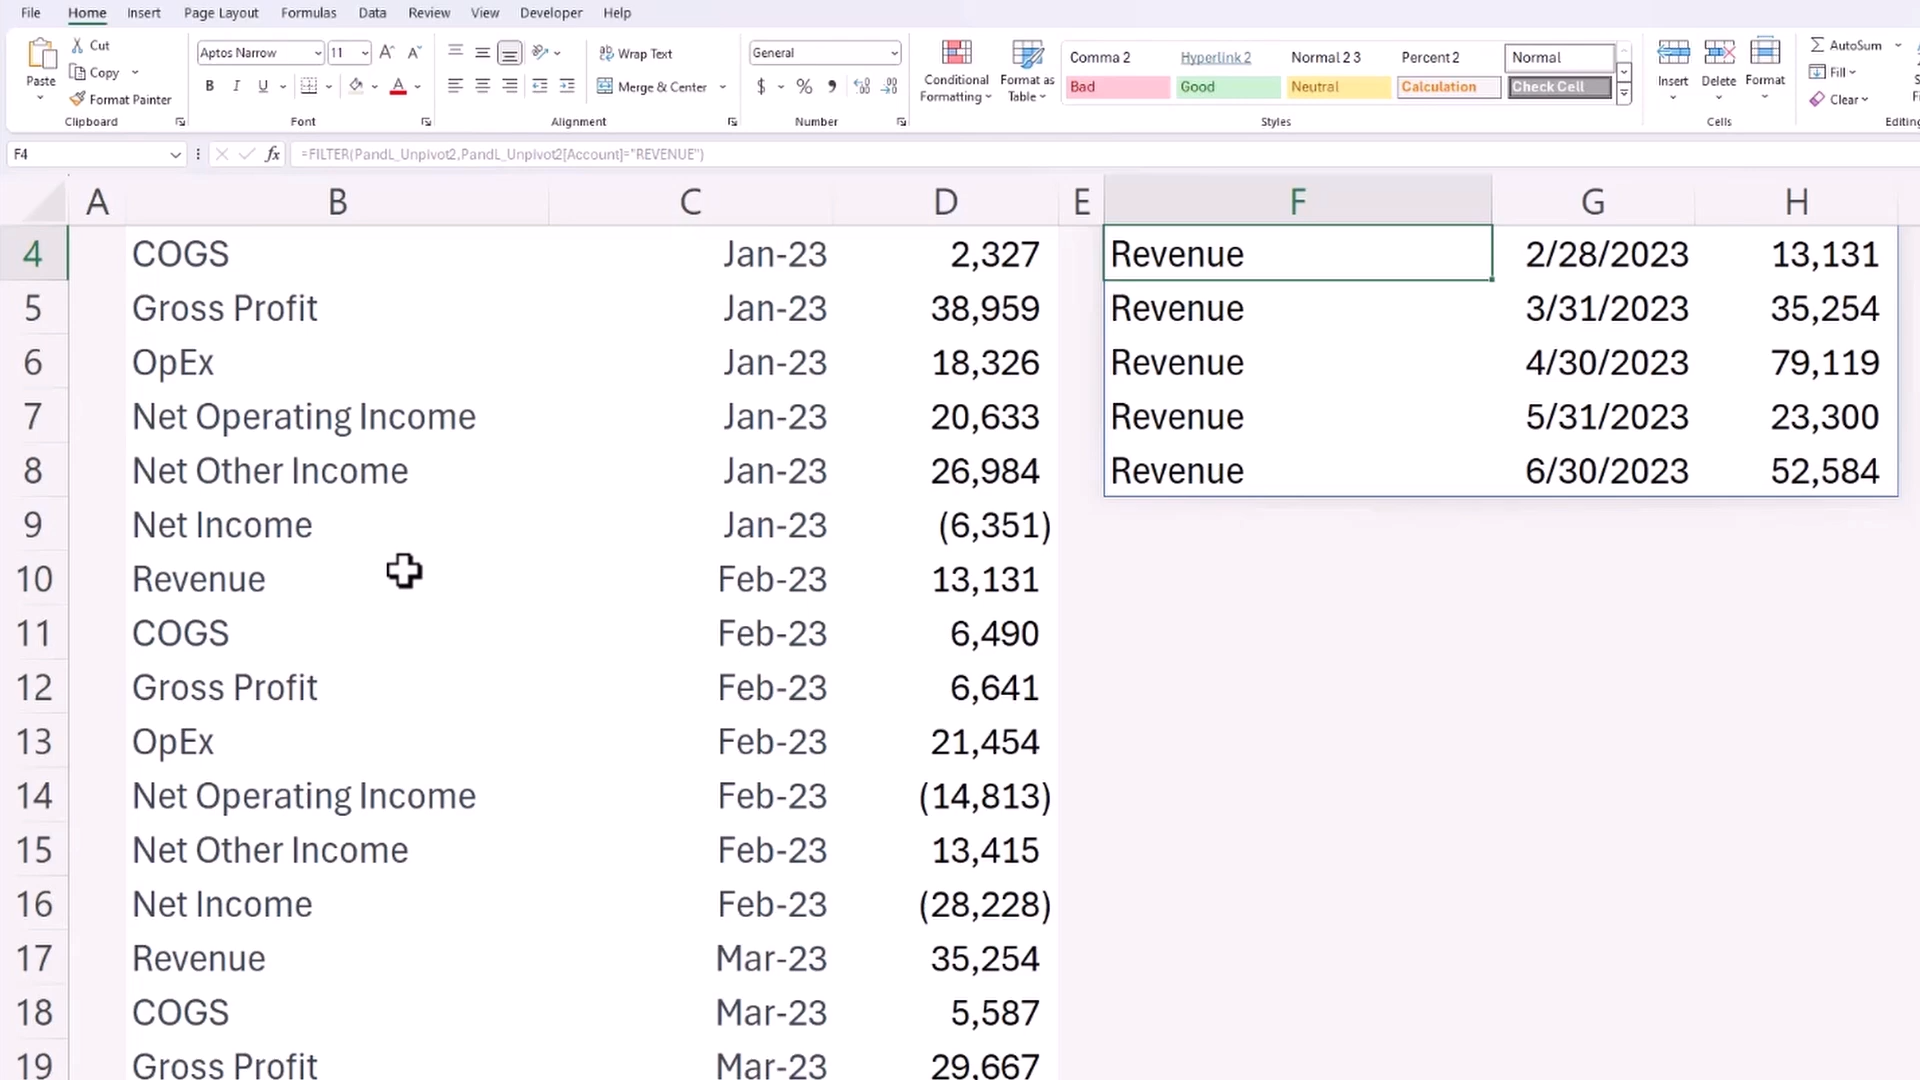 File Home Insert Page Layout Formulas Data Review View Developer Help
Paste Cut Copy Format Painter Clipboard
Aptos Narrow 11 A A B I U A Font
ab Wrap Text Merge & Center Alignment
General $ % , Number
Conditional Formatting Format as Table
Comma 2 Hyperlink 2 Normal 2 3 Percent 2 Normal
Bad Good Neutral Calculation Check Cell
Styles
Insert Delete Format Cells
AutoSum Fill Clear Editing
F4 fx =FILTER(PandL_Unpivot2,PandL_Unpivot2[Account]="REVENUE")
A B C D E F G H
4 COGS Jan-23 2,327 Revenue 2/28/2023 13,131
5 Gross Profit Jan-23 38,959 Revenue 3/31/2023 35,254
6 OpEx Jan-23 18,326 Revenue 4/30/2023 79,119
7 Net Operating Income Jan-23 20,633 Revenue 5/31/2023 23,300
8 Net Other Income Jan-23 26,984 Revenue 6/30/2023 52,584
9 Net Income Jan-23 (6,351)
10 Revenue Feb-23 13,131
11 COGS Feb-23 6,490
12 Gross Profit Feb-23 6,641
13 OpEx Feb-23 21,454
14 Net Operating Income Feb-23 (14,813)
15 Net Other Income Feb-23 13,415
16 Net Income Feb-23 (28,228)
17 Revenue Mar-23 35,254
18 COGS Mar-23 5,587
19 Gross Profit Mar-23 29,667